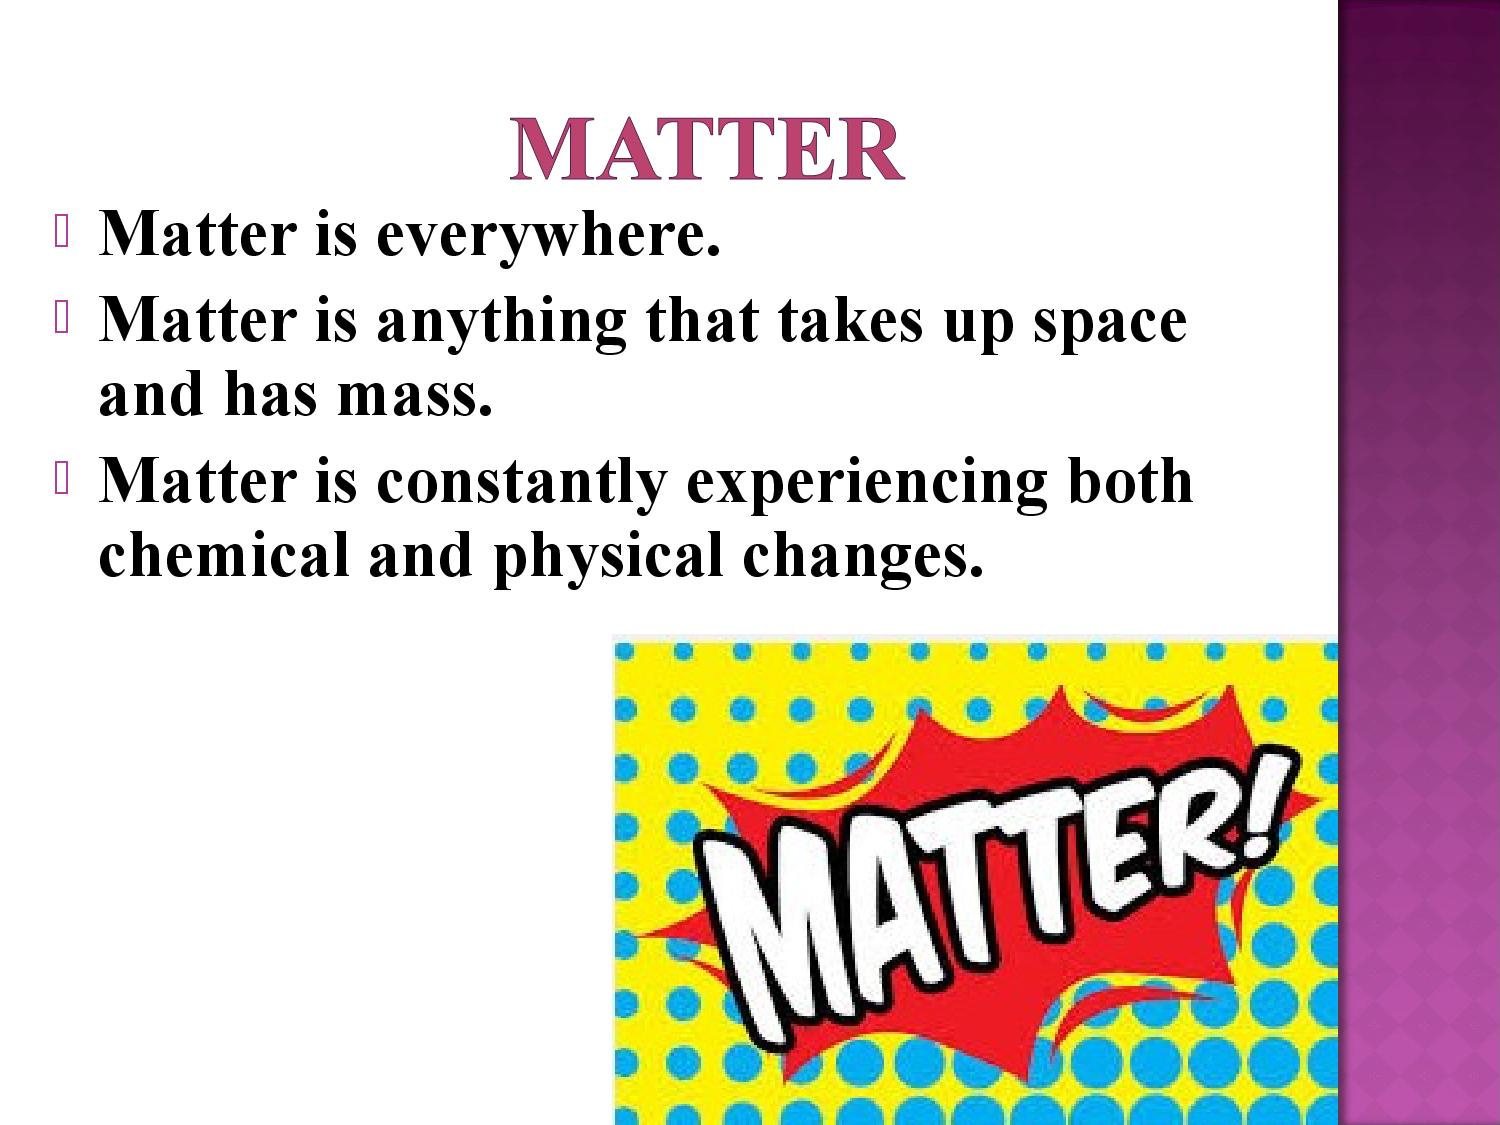 MATTER
Matter is everywhere.
Matter is anything that takes up space
and has mass.
Matter is constantly experiencing both
chemical and physical changes.
MATTER!